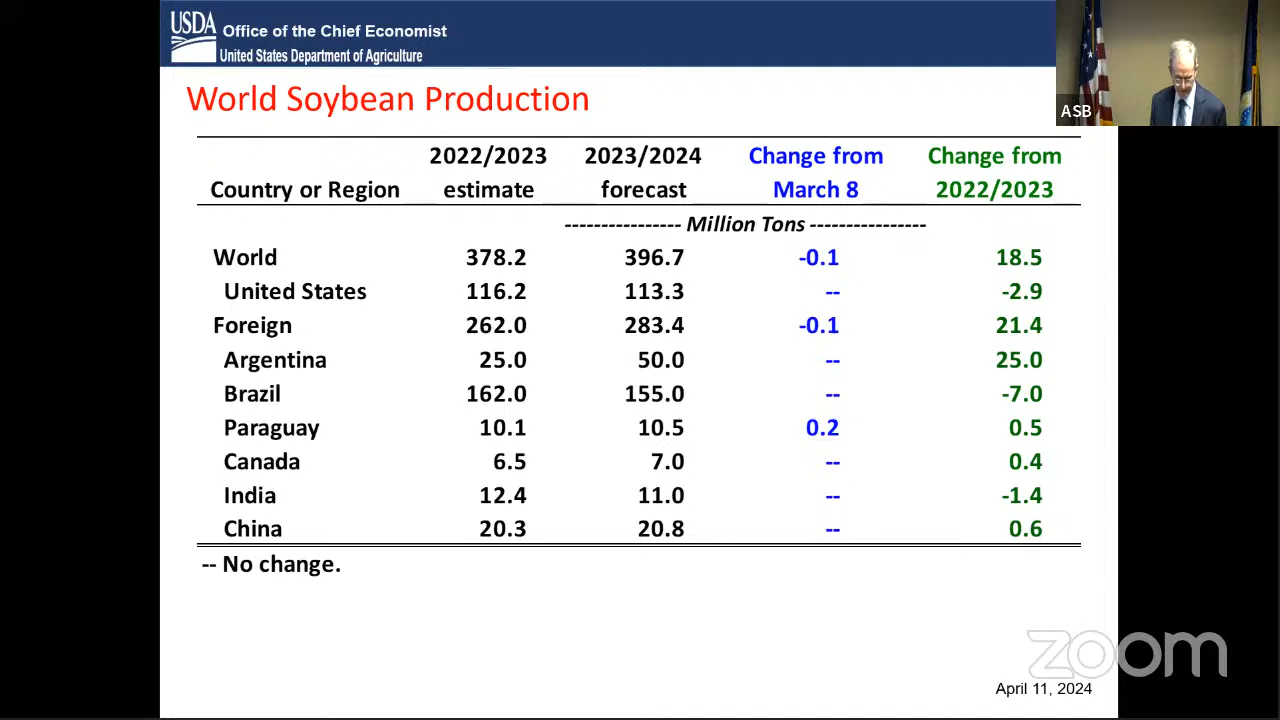 USDA Office of the Chief Economist
United States Department of Agriculture
ASB
World Soybean Production
2022/2023 2023/2024 Change from Change from
Country or Region estimate forecast March 8 2022/2023
---------------- Million Tons ----------------
World 378.2 396.7 -0.1 18.5
United States 116.2 113.3 -- -2.9
Foreign 262.0 283.4 -0.1 21.4
Argentina 25.0 50.0 -- 25.0
Brazil 162.0 155.0 -- -7.0
Paraguay 10.1 10.5 0.2 0.5
Canada 6.5 7.0 -- 0.4
India 12.4 11.0 -- -1.4
China 20.3 20.8 -- 0.6
-- No change.
zoom
April 11, 2024